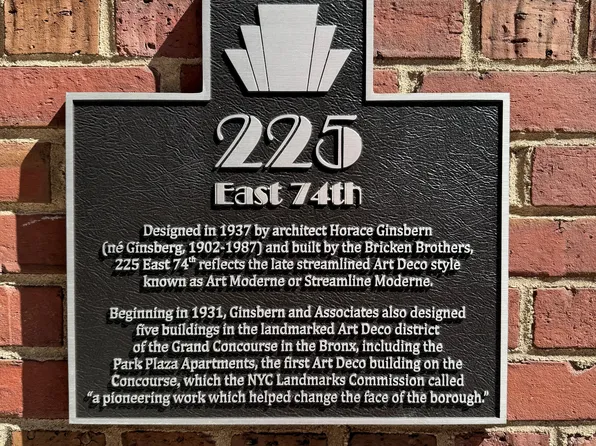 225
East 74th
Designed in 1937 by architect Horace Ginsbern
(né Ginsberg, 1902-1987) and built by the Bricken Brothers,
225 East 74th reflects the late streamlined Art Deco style
known as Art Moderne or Streamline Moderne.
Beginning in 1931, Ginsbern and Associates also designed
five buildings in the landmarked Art Deco district
of the Grand Concourse in the Bronx, including the
Park Plaza Apartments, the first Art Deco building on the
Concourse, which the NYC Landmarks Commission called
“a pioneering work which helped change the face of the borough.”